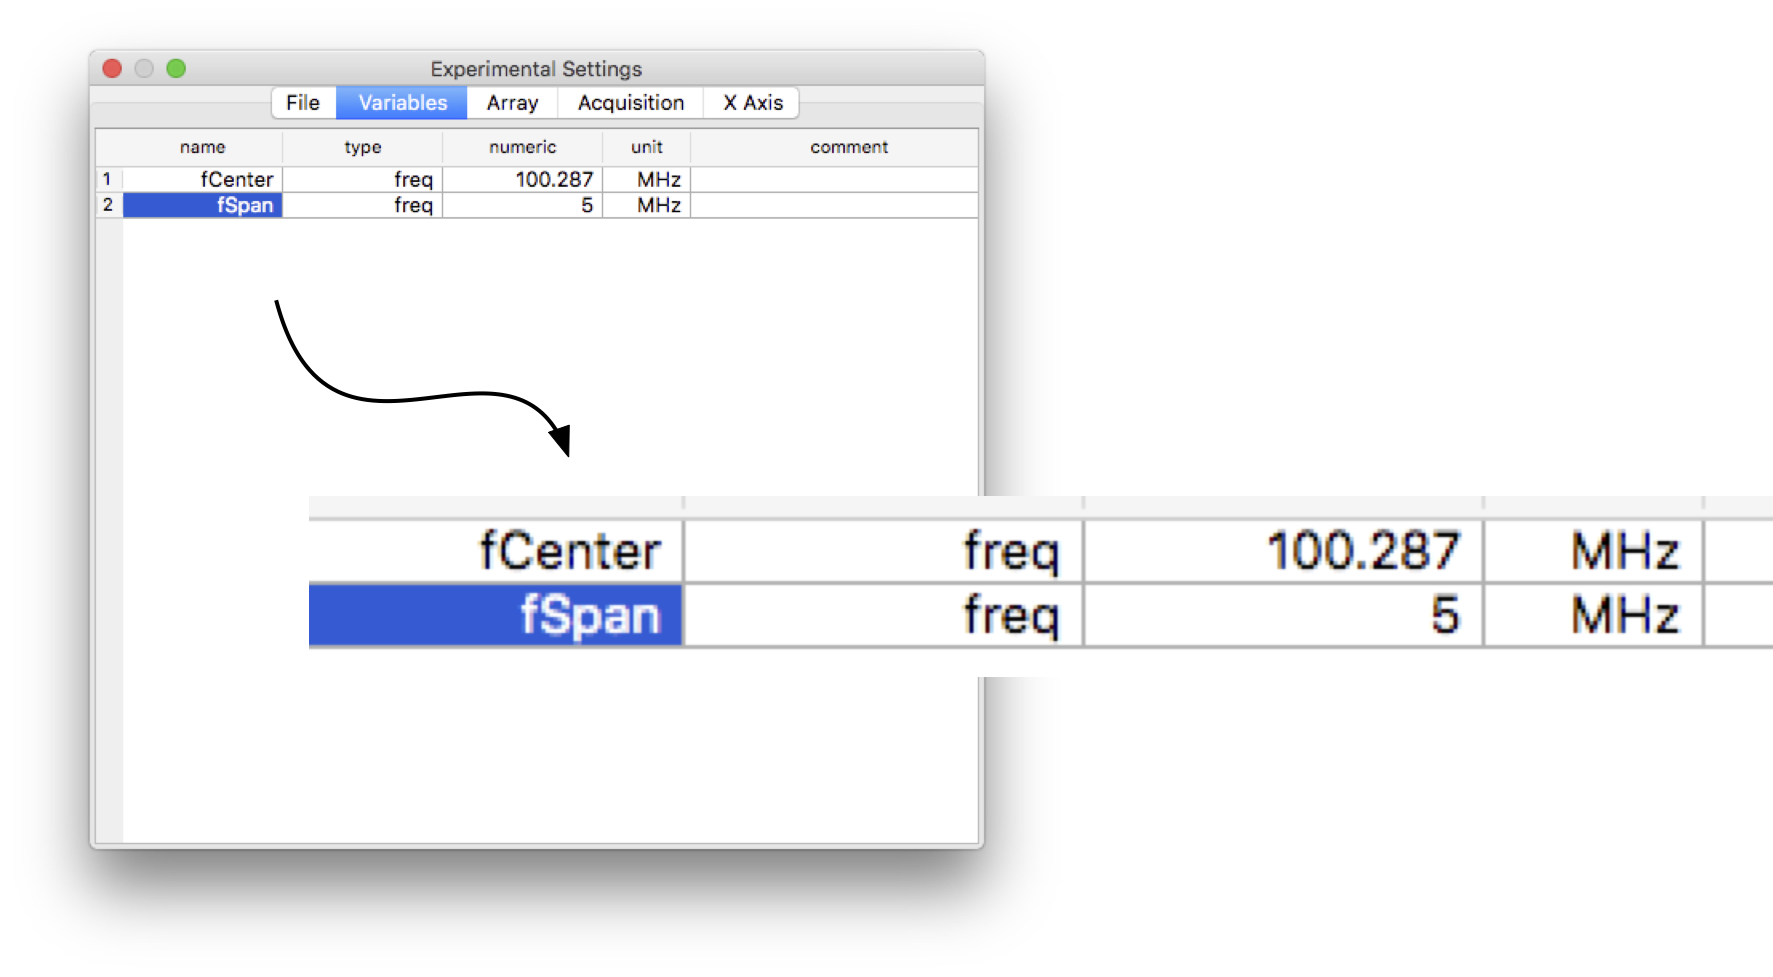 Experimental Settings
File Variables Array Acquisition X Axis
name type numeric unit comment
1 fCenter freq 100.287 MHz
2 fSpan freq 5 MHz
fCenter freq 100.287 MHz
fSpan freq 5 MHz